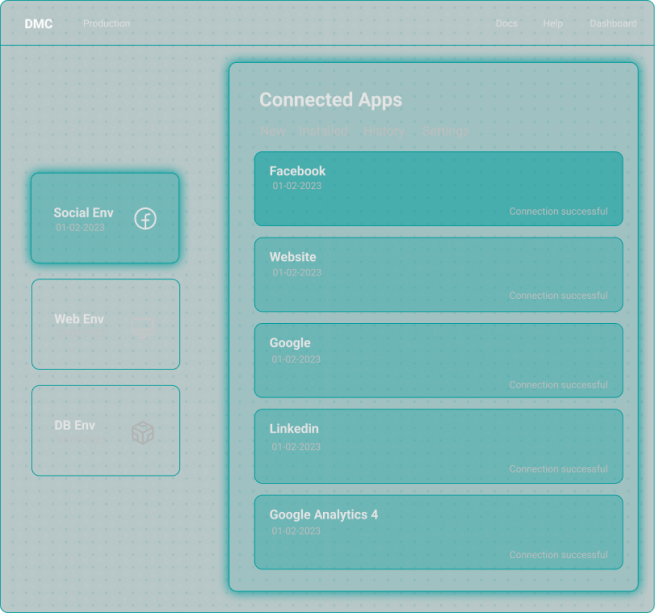 DMC Production Docs Help Dashboard
Connected Apps
New Installed History Settings
Facebook
01-02-2023
Connection successful
Website
01-02-2023
Connection successful
Google
01-02-2023
Connection successful
Linkedin
01-02-2023
Connection successful
Google Analytics 4
01-02-2023
Connection successful
Social Env
01-02-2023
Web Env
DB Env